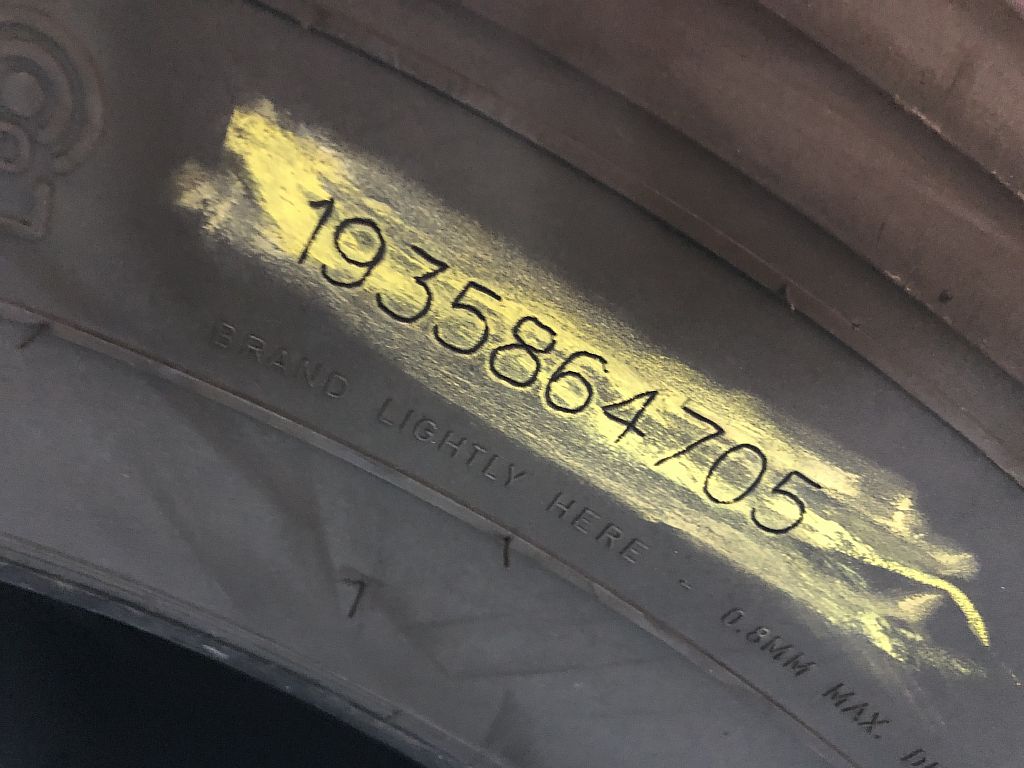 1935864705
BRAND LIGHTLY HERE - 0.8MM MAX.